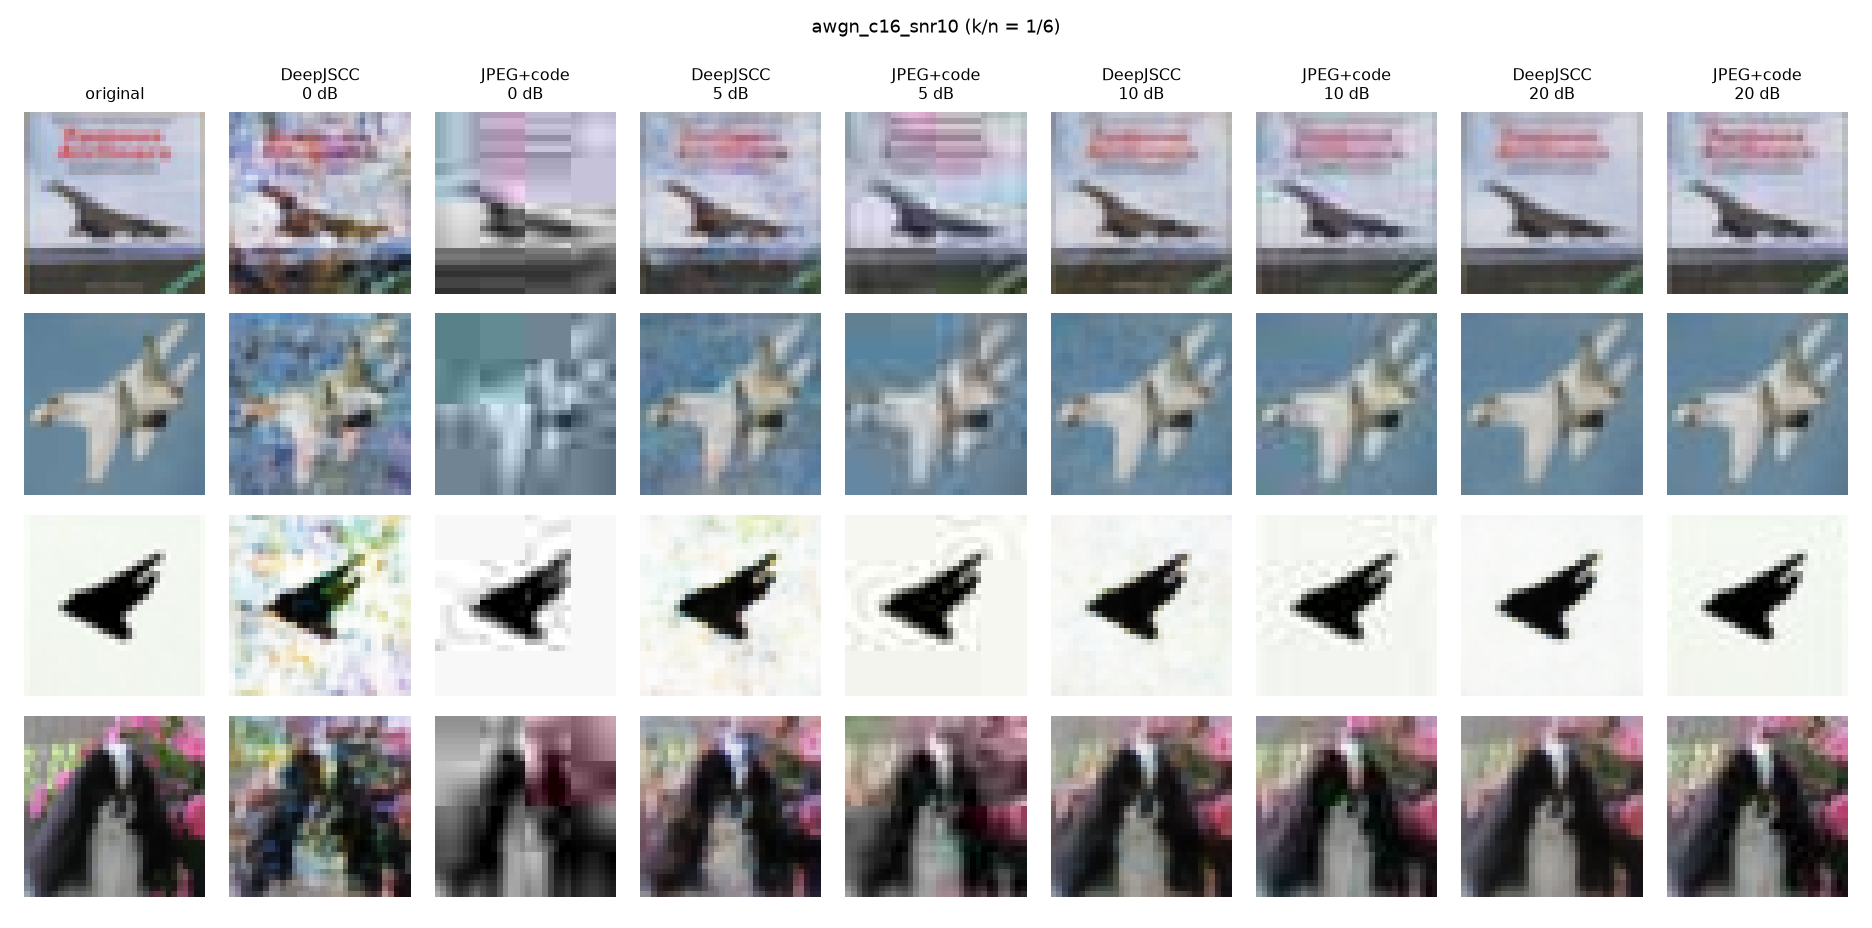 awgn_c16_snr10 (k/n = 1/6)
original
DeepJSCC
0 dB
JPEG+code
0 dB
DeepJSCC
5 dB
JPEG+code
5 dB
DeepJSCC
10 dB
JPEG+code
10 dB
DeepJSCC
20 dB
JPEG+code
20 dB